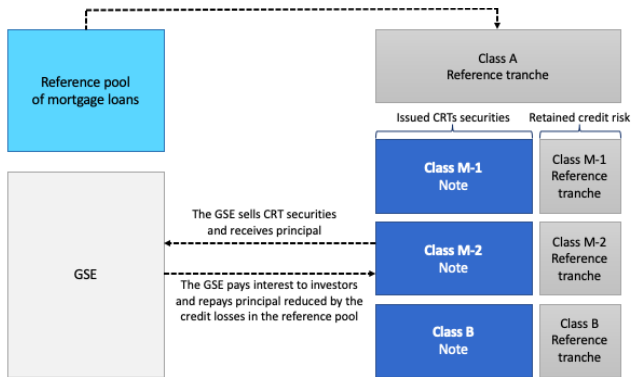 Reference pool
of mortgage loans
Class A
Reference tranche
Issued CRTs securities
Retained credit risk
Class M-1
Note
Class M-1
Reference
tranche
The GSE sells CRT securities
and receives principal
GSE
Class M-2
Note
Class M-2
Reference
tranche
The GSE pays interest to investors
and repays principal reduced by the
credit losses in the reference pool
Class B
Note
Class B
Reference
tranche